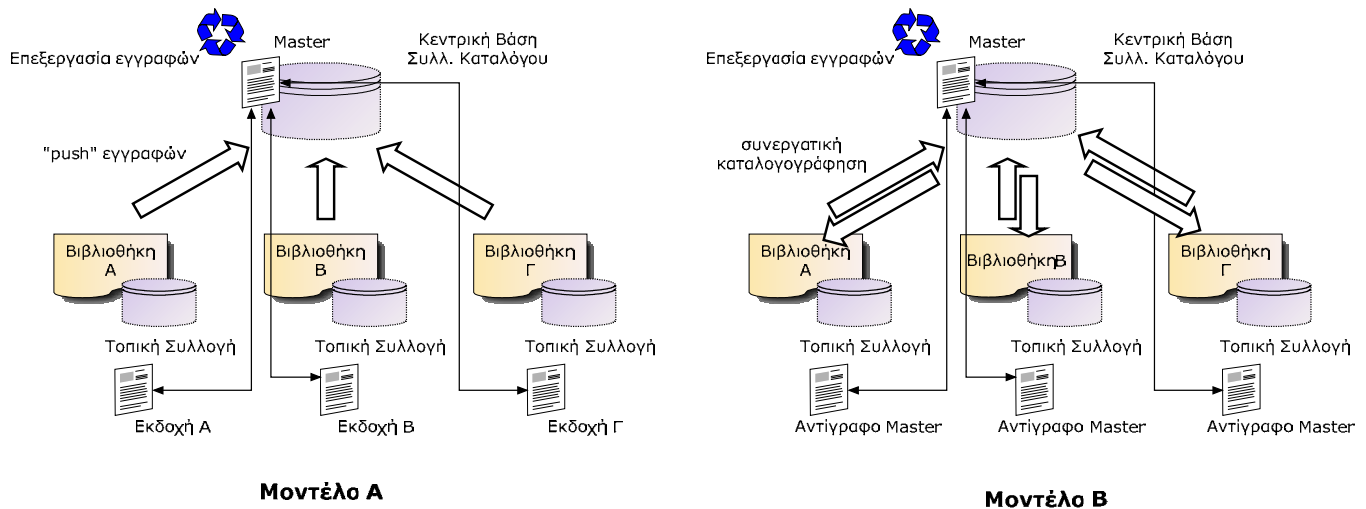 Master
Κεντρική Βάση
Συλλ. Καταλόγου
Επεξεργασία εγγραφών
"push" εγγραφών
Βιβλιοθήκη
Α
Βιβλιοθήκη
Β
Βιβλιοθήκη
Γ
Τοπική Συλλογή
Τοπική Συλλογή
Τοπική Συλλογή
Εκδοχή Α
Εκδοχή Β
Εκδοχή Γ
Μοντέλο Α
Master
Κεντρική Βάση
Συλλ. Καταλόγου
Επεξεργασία εγγραφών
συνεργατική
καταλογογράφηση
Βιβλιοθήκη
Α
ΒιβλιοθήκηΒ
Βιβλιοθήκη
Γ
Τοπική Συλλογή
Τοπική Συλλογή
Τοπική Συλλογή
Αντίγραφο Master
Αντίγραφο Master
Αντίγραφο Master
Μοντέλο Β